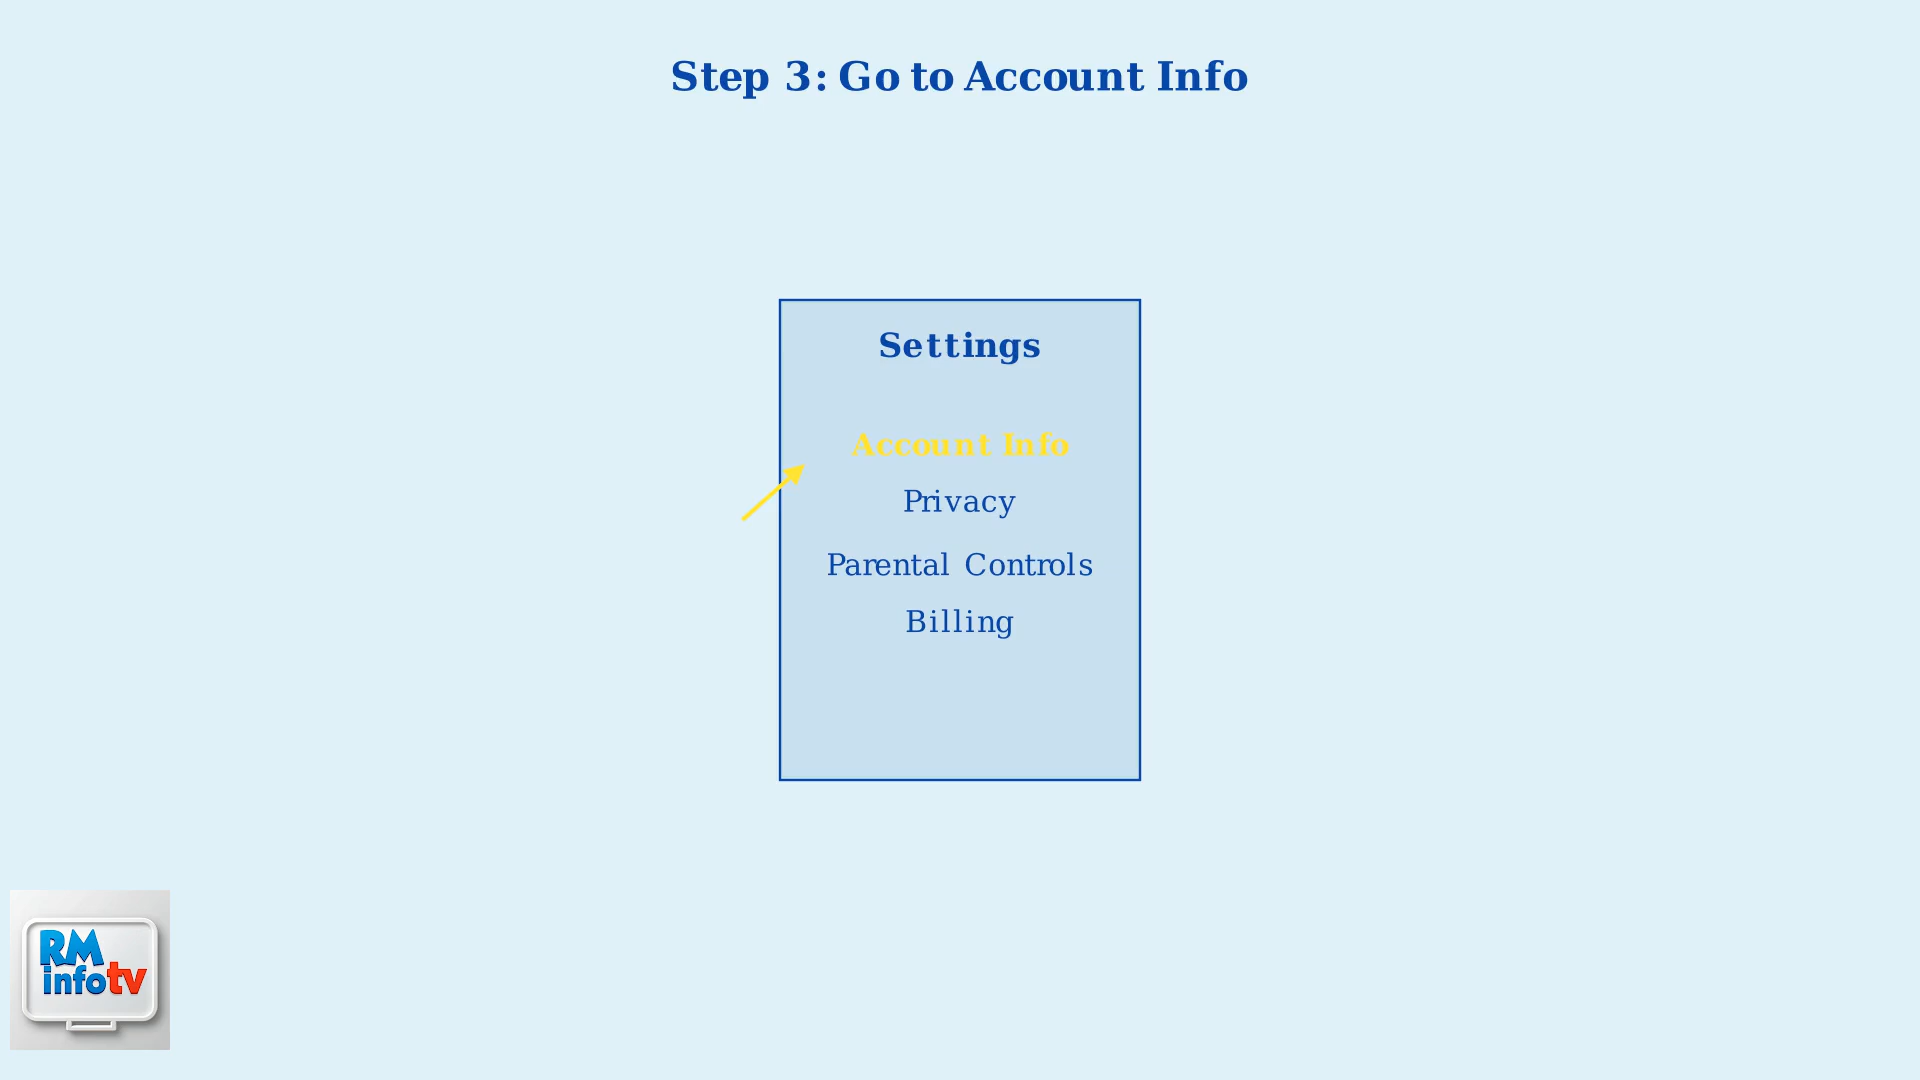 Step 3: Go to Account Info
Settings
Account Info
Privacy
Parental Controls
Billing
RM
infotv